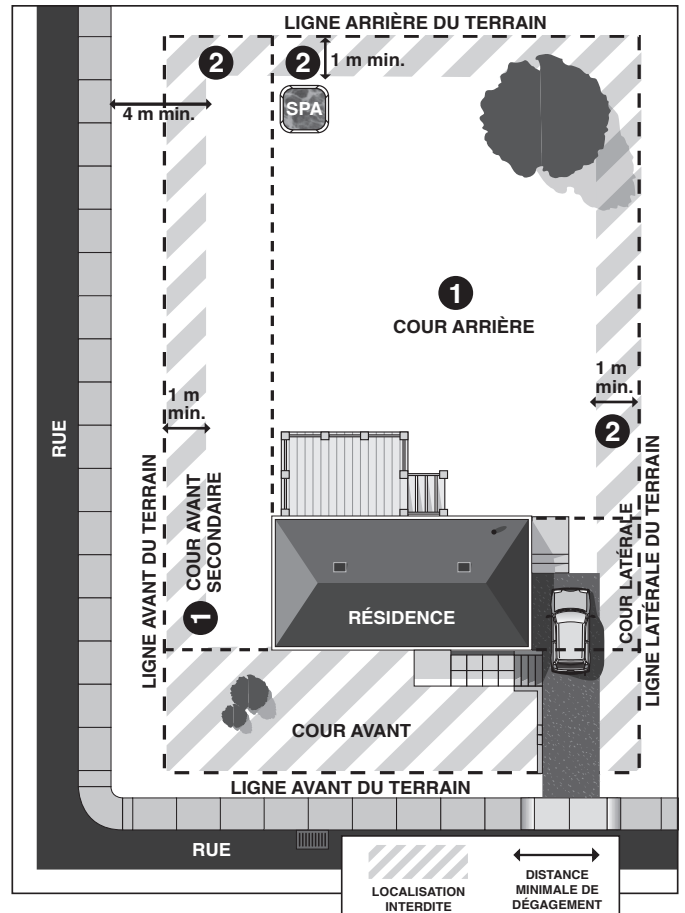 LIGNE ARRIÈRE DU TERRAIN
2
2
1 m min.
SPA
4 m min.
1
COUR ARRIÈRE
1 m
min.
1 m
min.
2
RUE
LIGNE AVANT DU TERRAIN
COUR AVANT
SECONDAIRE
1
RÉSIDENCE
COUR LATÉRALE
LIGNE LATÉRALE DU TERRAIN
COUR AVANT
LIGNE AVANT DU TERRAIN
RUE
LOCALISATION
INTERDITE
DISTANCE
MINIMALE DE
DÉGAGEMENT